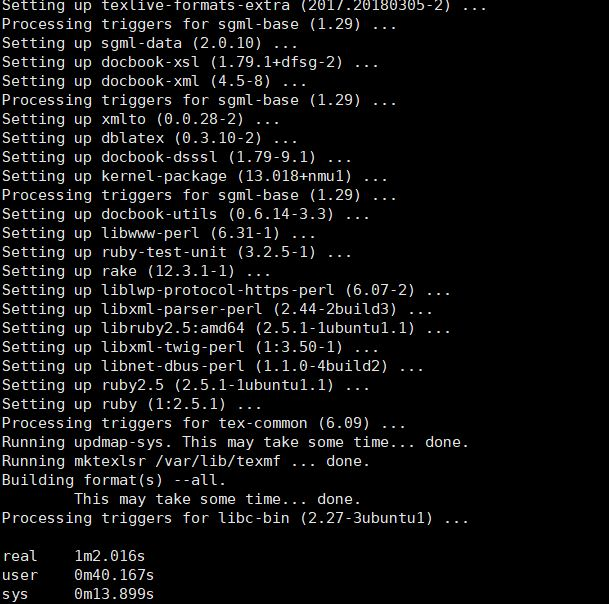 Setting up texlive-formats-extra (2017.20180305-2) ...
Processing triggers for sgml-base (1.29) ...
Setting up sgml-data (2.0.10) ...
Setting up docbook-xsl (1.79.1+dfsg-2) ...
Setting up docbook-xml (4.5-8) ...
Processing triggers for sgml-base (1.29) ...
Setting up xmlto (0.0.28-2) ...
Setting up dblatex (0.3.10-2) ...
Setting up docbook-dsssl (1.79-9.1) ...
Setting up kernel-package (13.018+nmu1) ...
Processing triggers for sgml-base (1.29) ...
Setting up docbook-utils (0.6.14-3.3) ...
Setting up libwww-perl (6.31-1) ...
Setting up ruby-test-unit (3.2.5-1) ...
Setting up rake (12.3.1-1) ...
Setting up liblwp-protocol-https-perl (6.07-2) ...
Setting up libxml-parser-perl (2.44-2build3) ...
Setting up libruby2.5:amd64 (2.5.1-1ubuntu1.1) ...
Setting up libxml-twig-perl (1:3.50-1) ...
Setting up libnet-dbus-perl (1.1.0-4build2) ...
Setting up ruby2.5 (2.5.1-1ubuntu1.1) ...
Setting up ruby (1:2.5.1) ...
Processing triggers for tex-common (6.09) ...
Running updmap-sys. This may take some time... done.
Running mktexlsr /var/lib/texmf ... done.
Building format(s) --all.
        This may take some time... done.
Processing triggers for libc-bin (2.27-3ubuntu1) ...

real    1m2.016s
user    0m40.167s
sys     0m13.899s